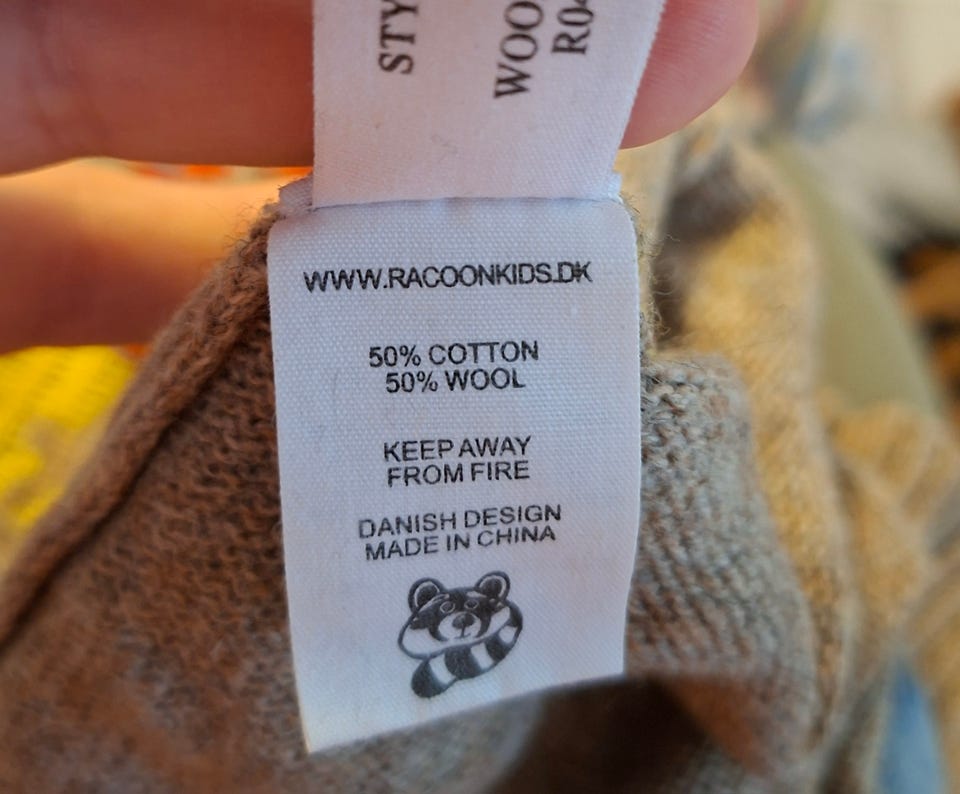 WWW.RACOONKIDS.DK
50% COTTON
50% WOOL
KEEP AWAY
FROM FIRE
DANISH DESIGN
MADE IN CHINA